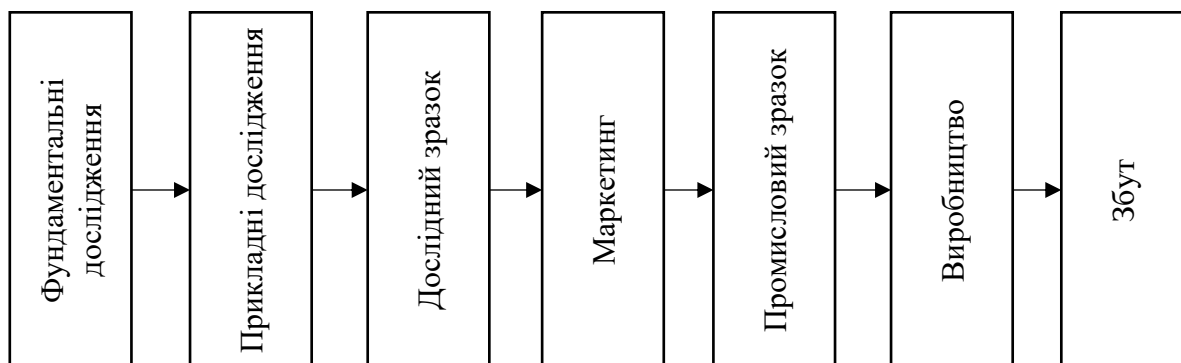 Фундаментальні
дослідження
Прикладні дослідження
Дослідний зразок
Маркетинг
Промисловий зразок
Виробництво
Збут